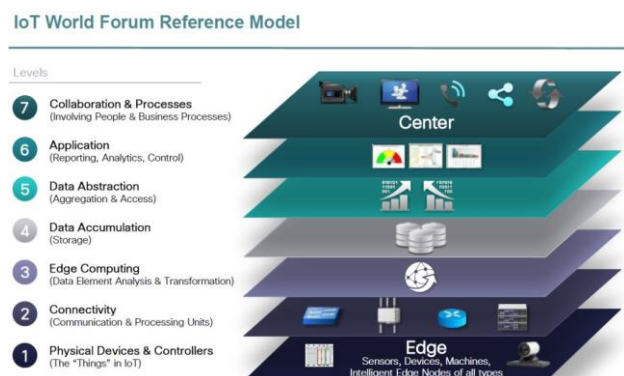 IoT World Forum Reference Model
Levels
7 Collaboration & Processes
(Involving People & Business Processes)
6 Application
(Reporting, Analytics, Control)
5 Data Abstraction
(Aggregation & Access)
4 Data Accumulation
(Storage)
3 Edge Computing
(Data Element Analysis & Transformation)
2 Connectivity
(Communication & Processing Units)
1 Physical Devices & Controllers
(The "Things" in IoT)
Center
Edge
Sensors, Devices, Machines,
Intelligent Edge Nodes of all types